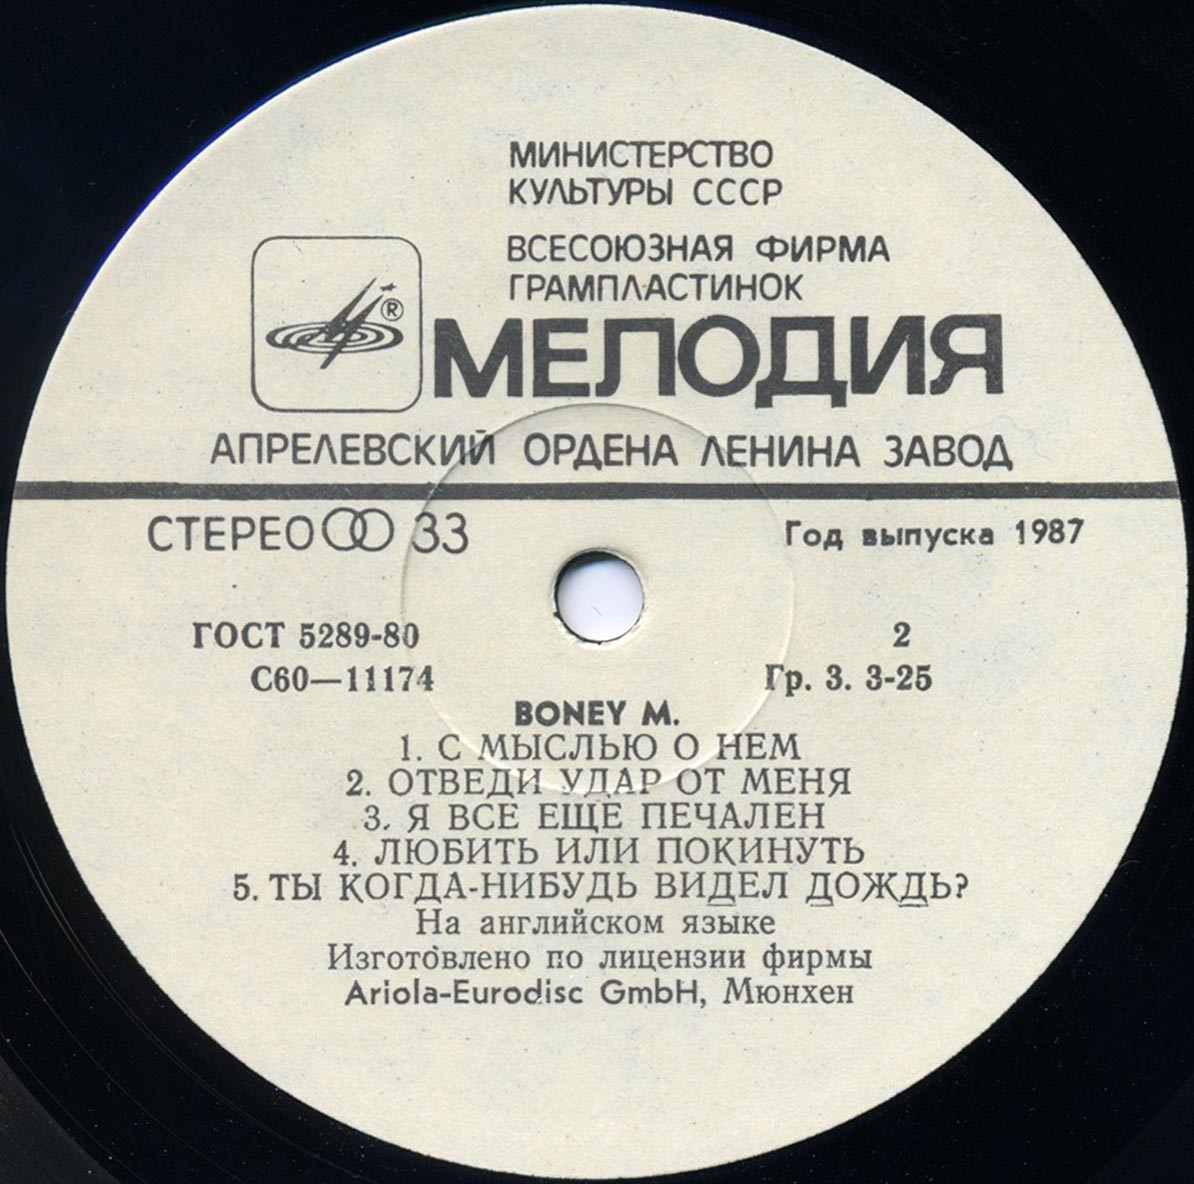 МИНИСТЕРСТВО
КУЛЬТУРЫ СССР
ВСЕСОЮЗНАЯ ФИРМА
ГРАМПЛАСТИНОК
®
МЕЛОДИЯ
АПРЕЛЕВСКИЙ ОРДЕНА ЛЕНИНА ЗАВОД
СТЕРЕО 33
Год выпуска 1987
ГОСТ 5289-80
2
С60—11174
Гр. 3. 3-25
BONEY M.
1. С МЫСЛЬЮ О НЕМ
2. ОТВЕДИ УДАР ОТ МЕНЯ
3. Я ВСЕ ЕЩЕ ПЕЧАЛЕН
4. ЛЮБИТЬ ИЛИ ПОКИНУТЬ
5. ТЫ КОГДА-НИБУДЬ ВИДЕЛ ДОЖДЬ?
На английском языке
Изготовлено по лицензии фирмы
Ariola-Eurodisc GmbH, Мюнхен